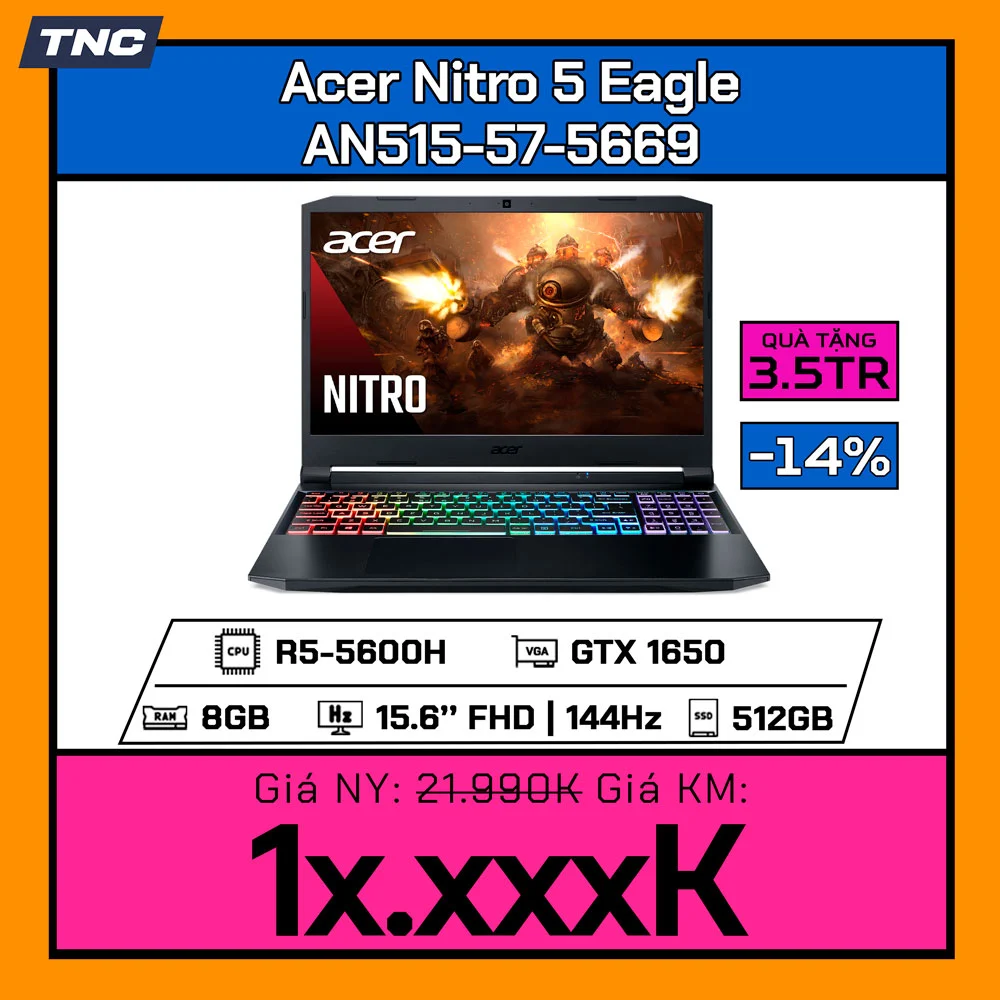 TNC
Acer Nitro 5 Eagle
AN515-57-5669
acer
NITRO
acer
QUÀ TẶNG
3.5TR
-14%
CPU R5-5600H VGA GTX 1650
RAM 8GB Hz 15.6’’ FHD | 144Hz SSD 512GB
Giá NY: 21.990K Giá KM:
1x.xxxK